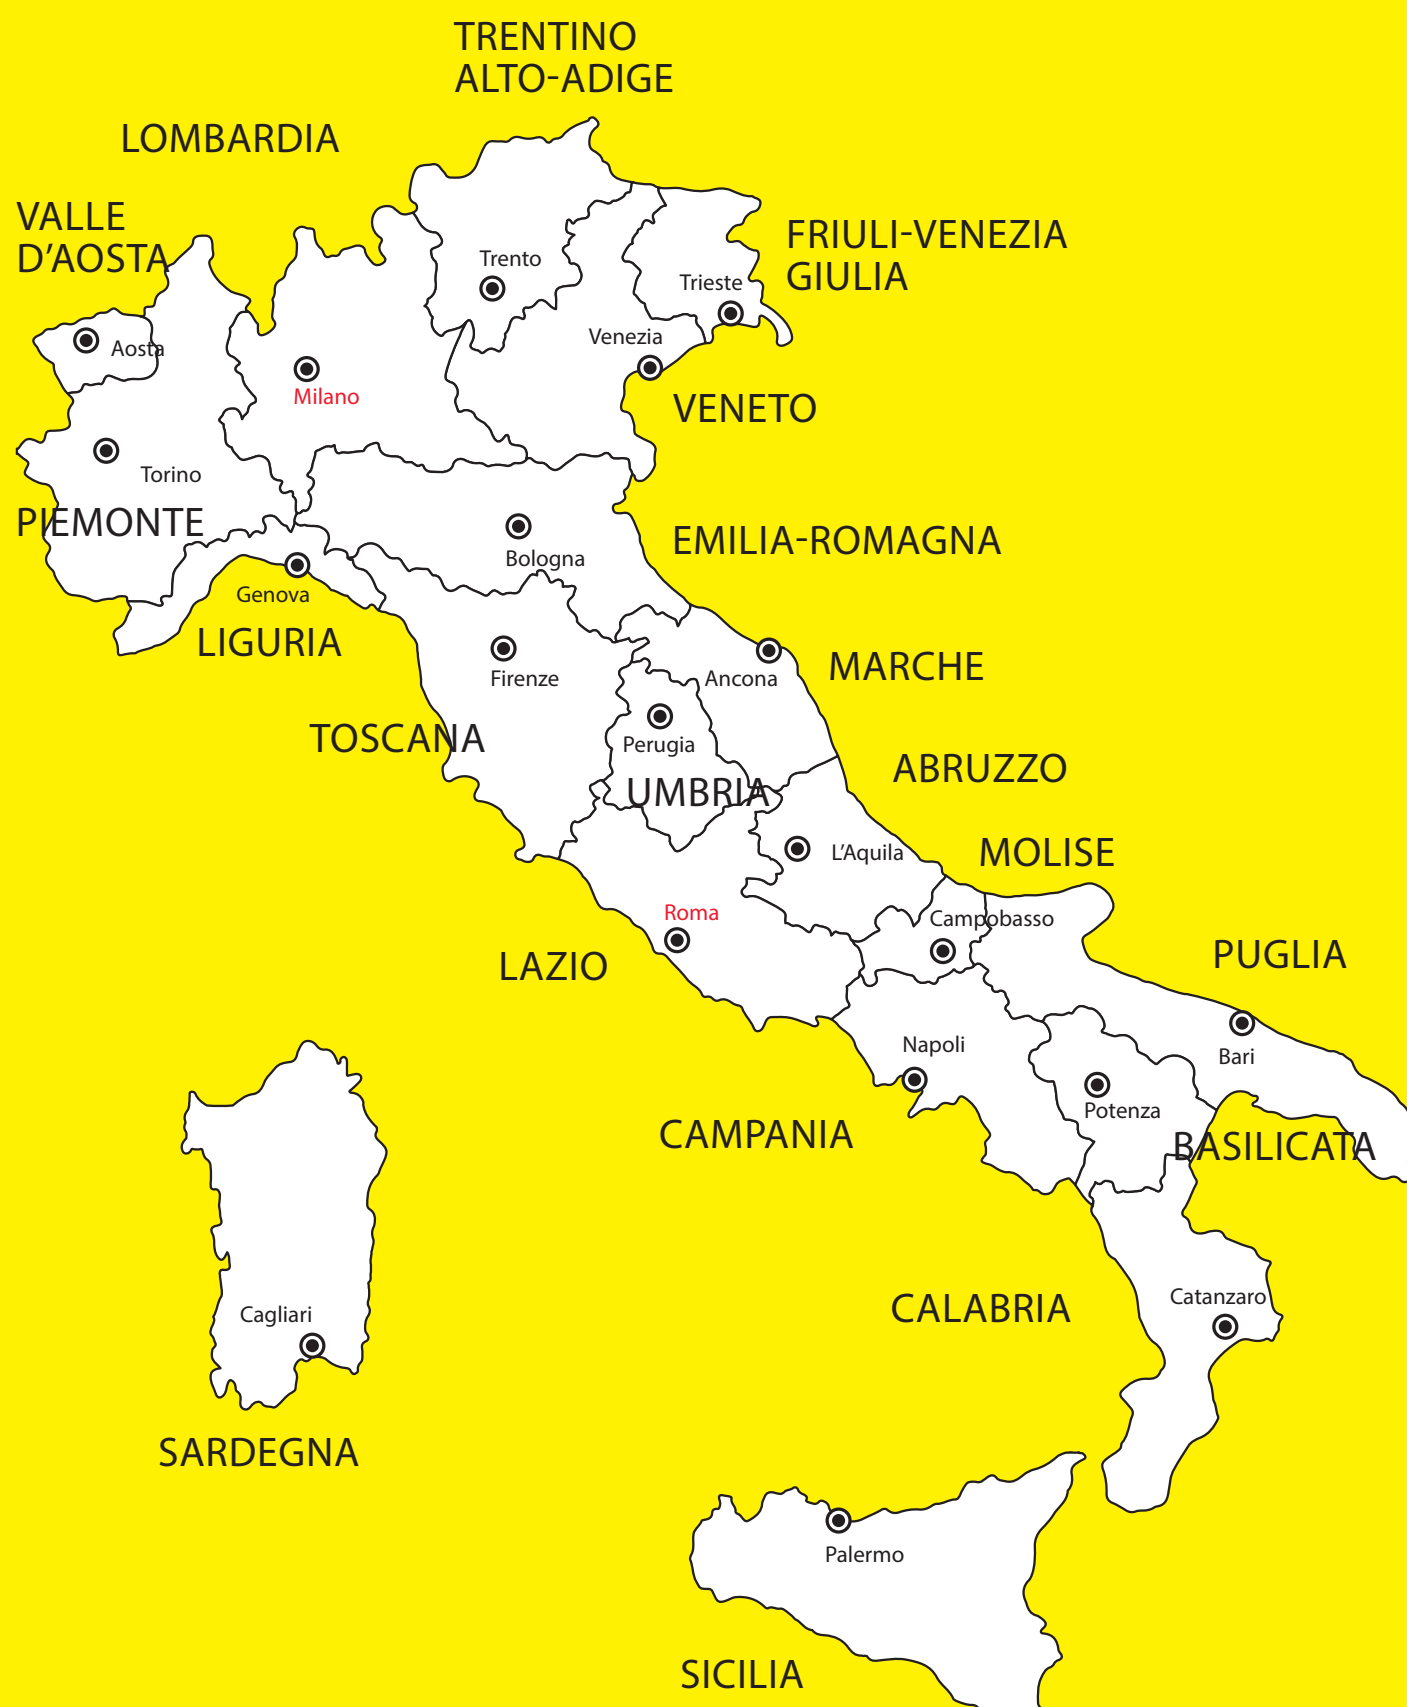 TRENTINO
ALTO-ADIGE
LOMBARDIA
VALLE
D'AOSTA
FRIULI-VENEZIA
GIULIA
Trento
Trieste
Venezia
Aosta
Milano
VENETO
Torino
PIEMONTE
EMILIA-ROMAGNA
Bologna
Genova
LIGURIA
Firenze
Ancona
MARCHE
TOSCANA
Perugia
ABRUZZO
UMBRIA
L'Aquila
MOLISE
Roma
Campobasso
LAZIO
PUGLIA
Napoli
Bari
Potenza
CAMPANIA
BASILICATA
Catanzaro
CALABRIA
Cagliari
SARDEGNA
Palermo
SICILIA